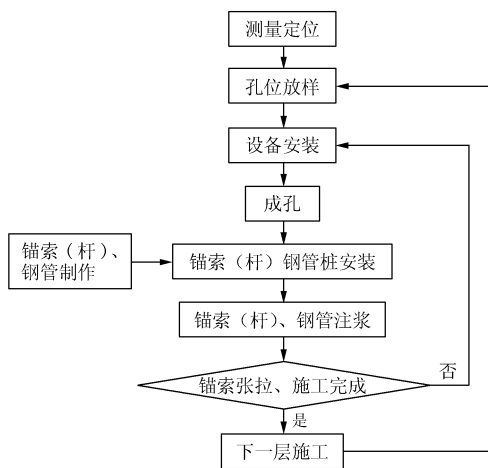 测量定位
孔位放样
设备安装
成孔
锚索（杆）、
钢管制作
锚索（杆）钢管桩安装
锚索（杆）、钢管注浆
锚索张拉、施工完成
否
是
下一层施工